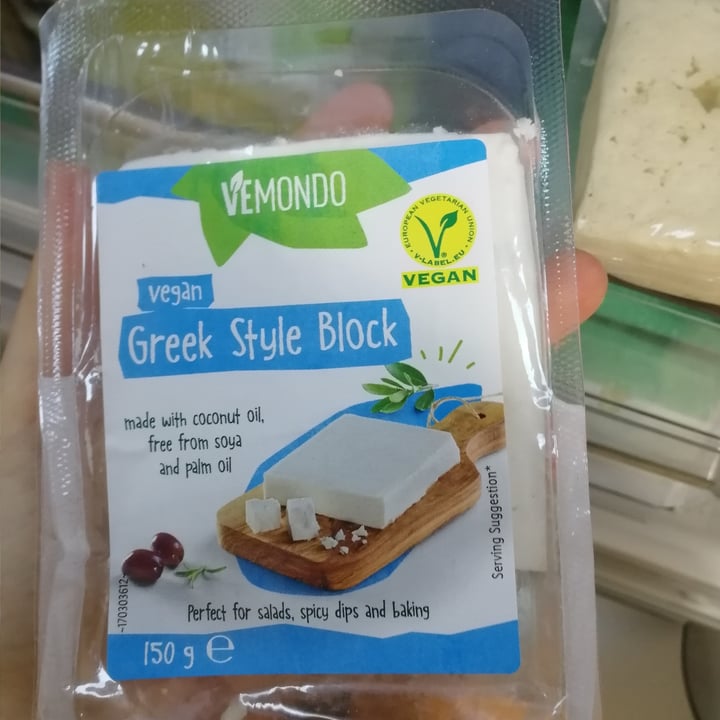 VEMONDO
EUROPEAN VEGETARIAN UNION
V-LABEL.EU
VEGAN
vegan
Greek Style Block
made with coconut oil,
free from soya
and palm oil
Serving Suggestion*
-170303612-
Perfect for salads, spicy dips and baking
150 g ℮